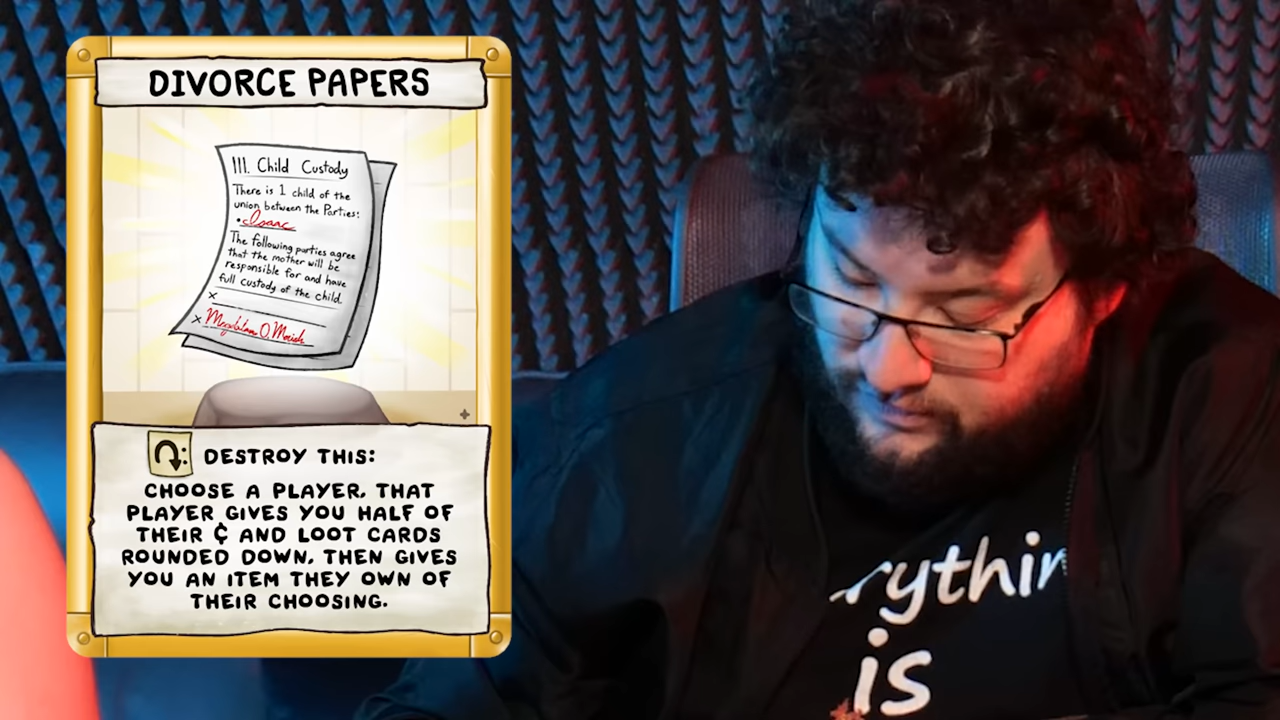 DIVORCE PAPERS
III. Child Custody
There is 1 child of the
union between the Parties:
• Isaac
The following parties agree
that the mother will be
responsible for and have
full custody of the child.
x
x Magdalena O. Moriah
DESTROY THIS:
CHOOSE A PLAYER. THAT
PLAYER GIVES YOU HALF OF
THEIR ¢ AND LOOT CARDS
ROUNDED DOWN, THEN GIVES
YOU AN ITEM THEY OWN OF
THEIR CHOOSING.
rythin
is